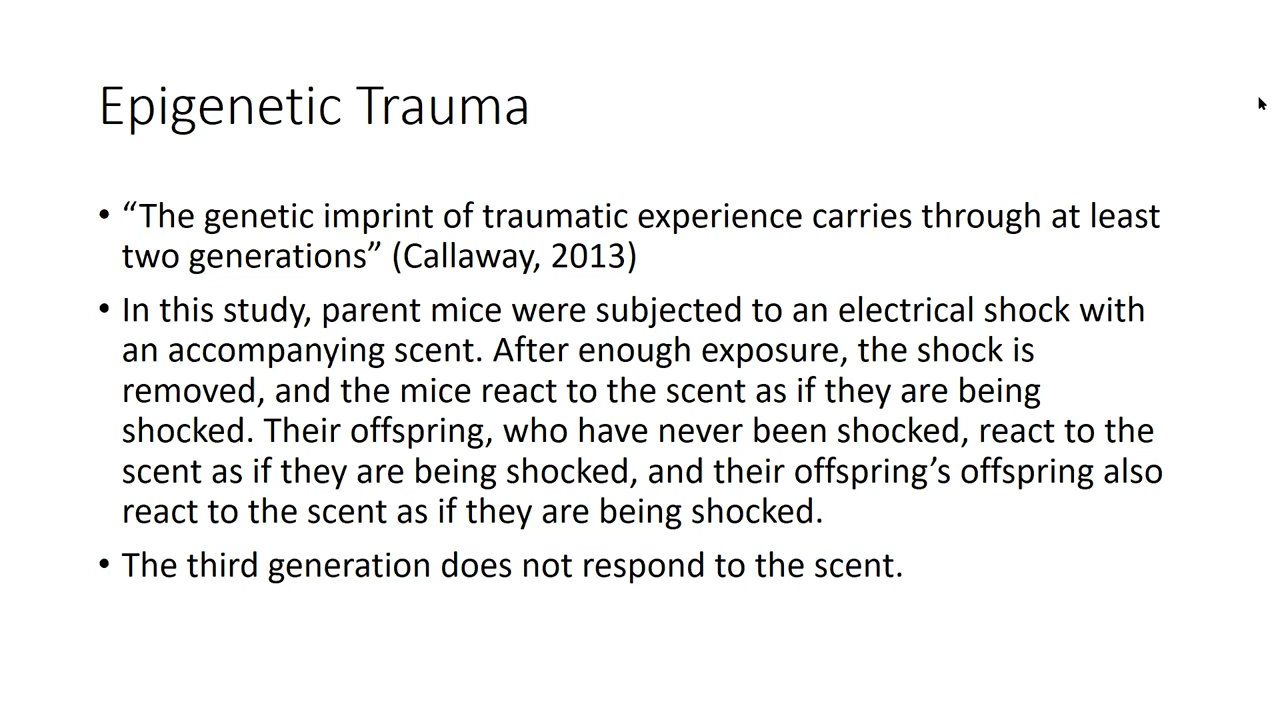 Epigenetic Trauma
• “The genetic imprint of traumatic experience carries through at least
two generations” (Callaway, 2013)
• In this study, parent mice were subjected to an electrical shock with
an accompanying scent. After enough exposure, the shock is
removed, and the mice react to the scent as if they are being
shocked. Their offspring, who have never been shocked, react to the
scent as if they are being shocked, and their offspring’s offspring also
react to the scent as if they are being shocked.
• The third generation does not respond to the scent.